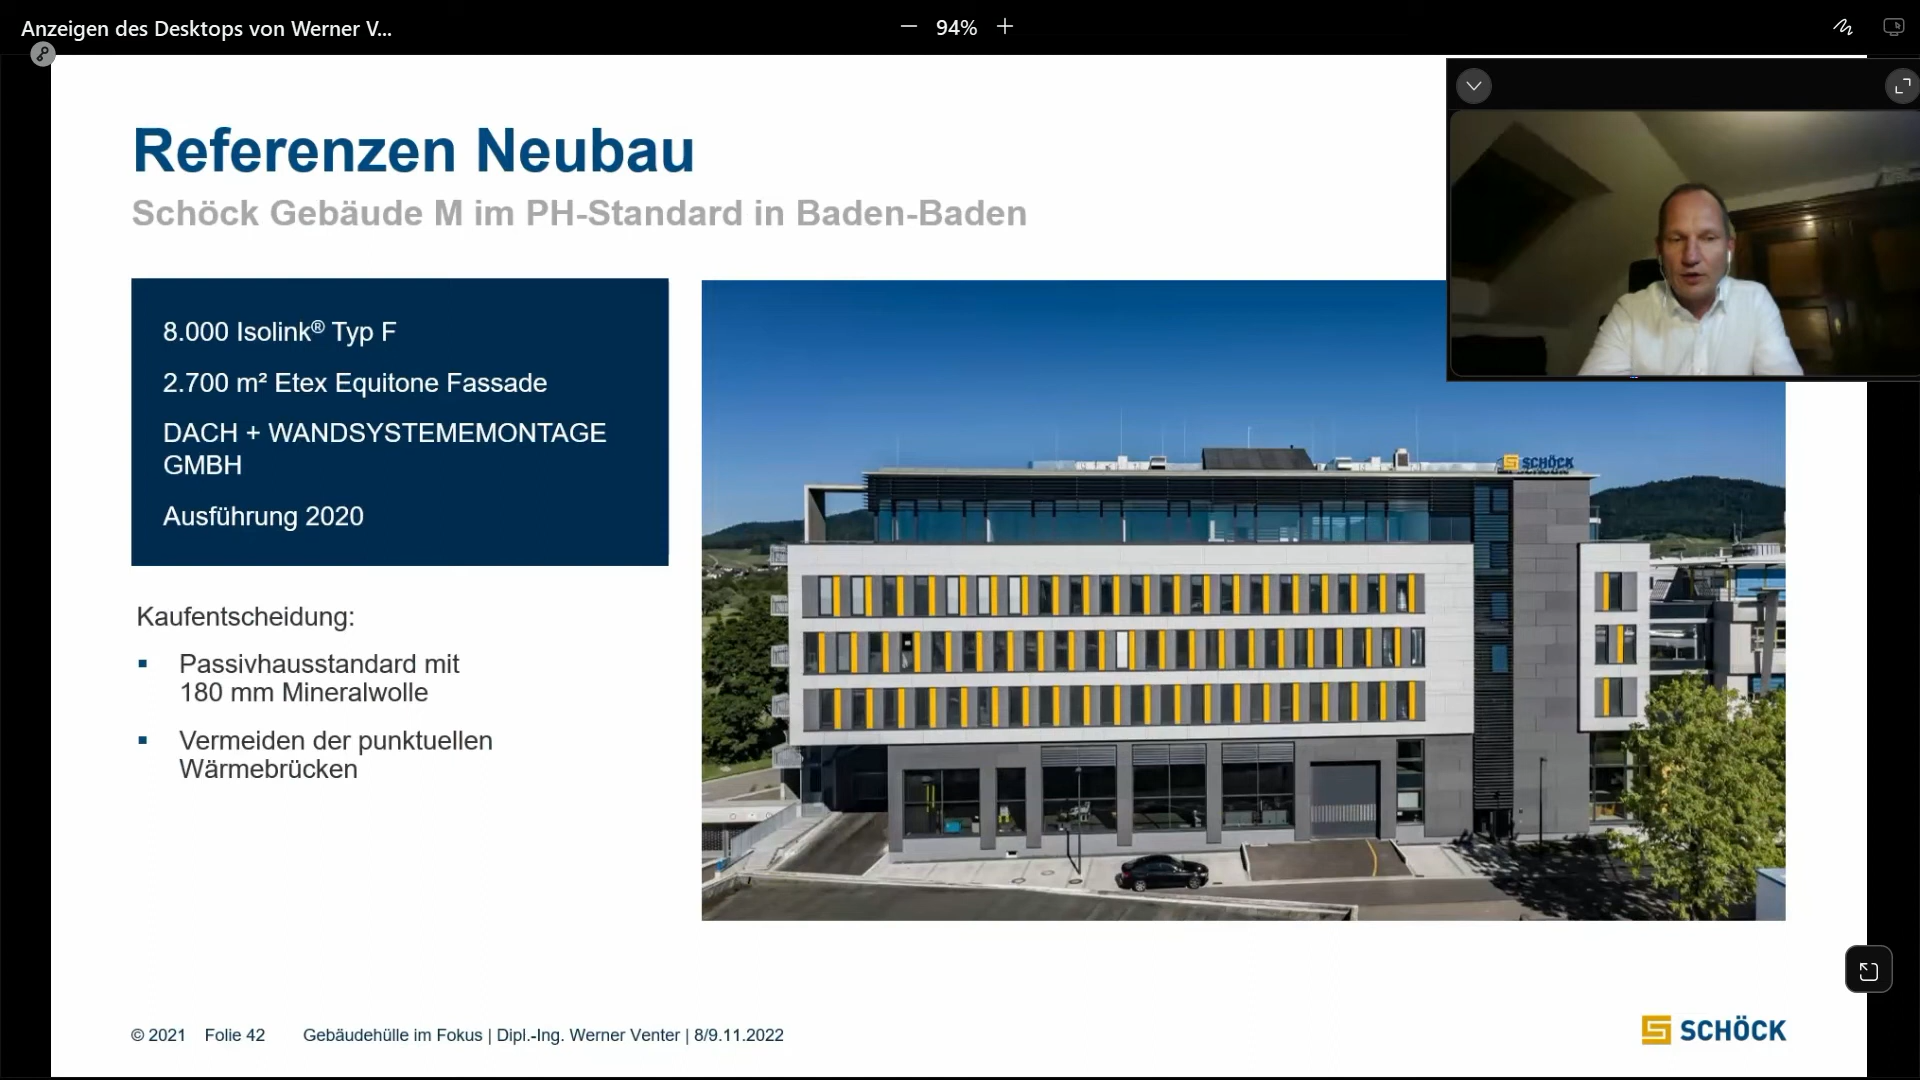 Anzeigen des Desktops von Werner V...
94%
Referenzen Neubau
Schöck Gebäude M im PH-Standard in Baden-Baden
8.000 Isolink® Typ F
2.700 m² Etex Equitone Fassade
DACH + WANDSYSTEMEMONTAGE
GMBH
Ausführung 2020
Kaufentscheidung:
Passivhausstandard mit
180 mm Mineralwolle
Vermeiden der punktuellen
Wärmebrücken
SCHÖCK
© 2021 Folie 42 Gebäudehülle im Fokus | Dipl.-Ing. Werner Venter | 8/9.11.2022
SCHÖCK